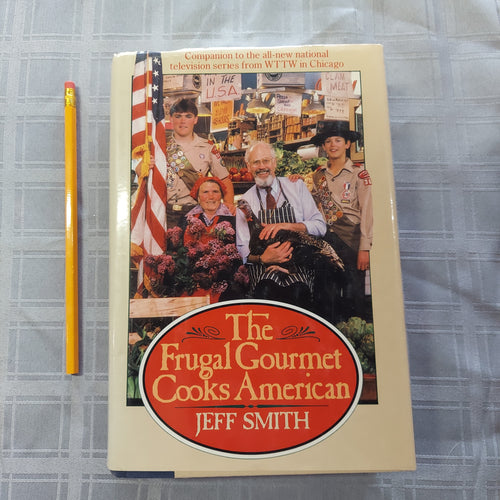 Companion to the all-new national
television series from WTTW in Chicago
IN THE
U.S.A
CLAM
MEAT
The
Frugal Gourmet
Cooks American
JEFF SMITH